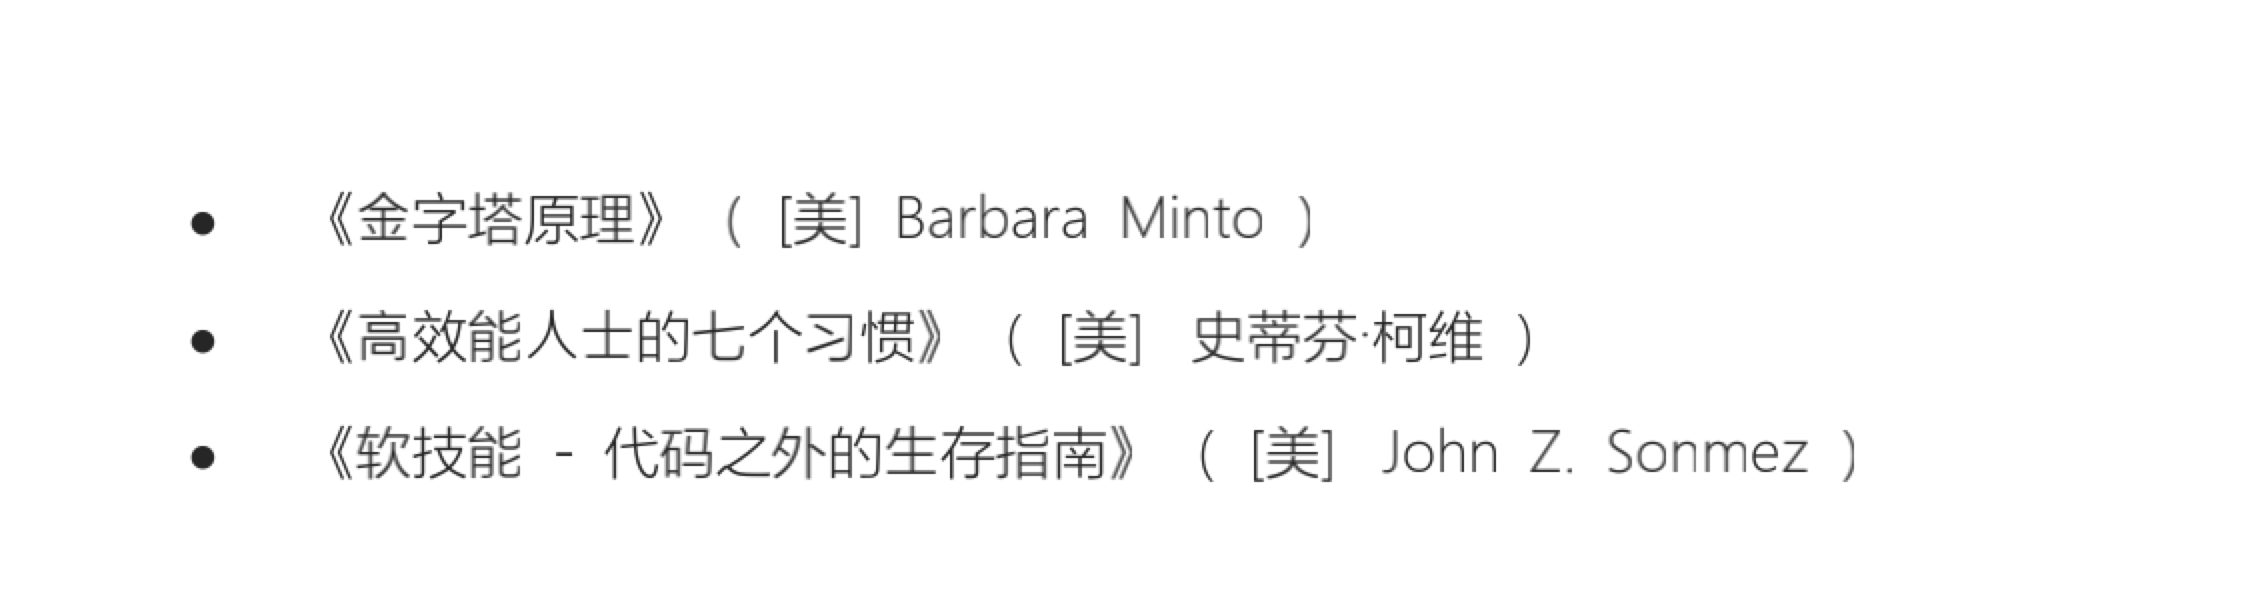 ● 《金字塔原理》 ( [美] Barbara Minto )
● 《高效能人士的七个习惯》 ( [美] 史蒂芬·柯维 )
● 《软技能 - 代码之外的生存指南》 ( [美] John Z. Sonmez )